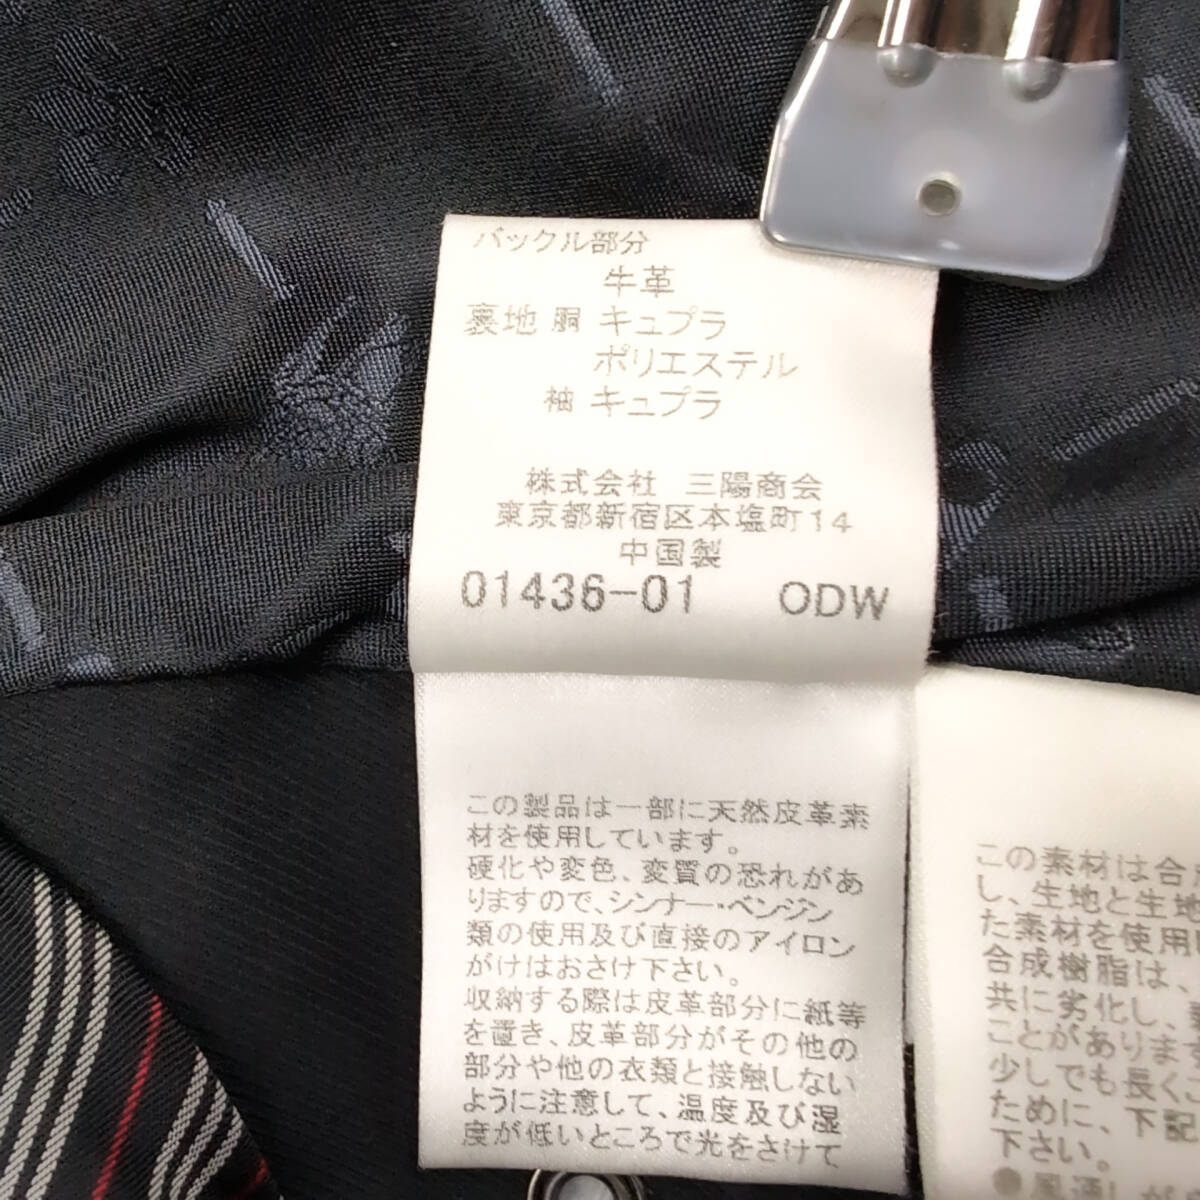 バックル部分
牛革
裏地 胴 キュプラ
ポリエステル
袖 キュプラ
株式会社 三陽商会
東京都新宿区本塩町14
中国製
01436-01 ODW
この製品は一部に天然皮革素
材を使用しています。
硬化や変色、変質の恐れがあ
りますので、シンナー・ベンジン
類の使用及び直接のアイロン
がけはおさけ下さい。
収納する際は皮革部分に紙等
を置き、皮革部分がその他の
部分や他の衣類と接触しない
ように注意して、温度及び湿
度が低いところで光をさけて
この素材は合
し、生地と生地
た素材を使用
合成樹脂は、
共に劣化し、
ことがありませ
少しでも長くご
ために、下記
下さい。
●風通しが